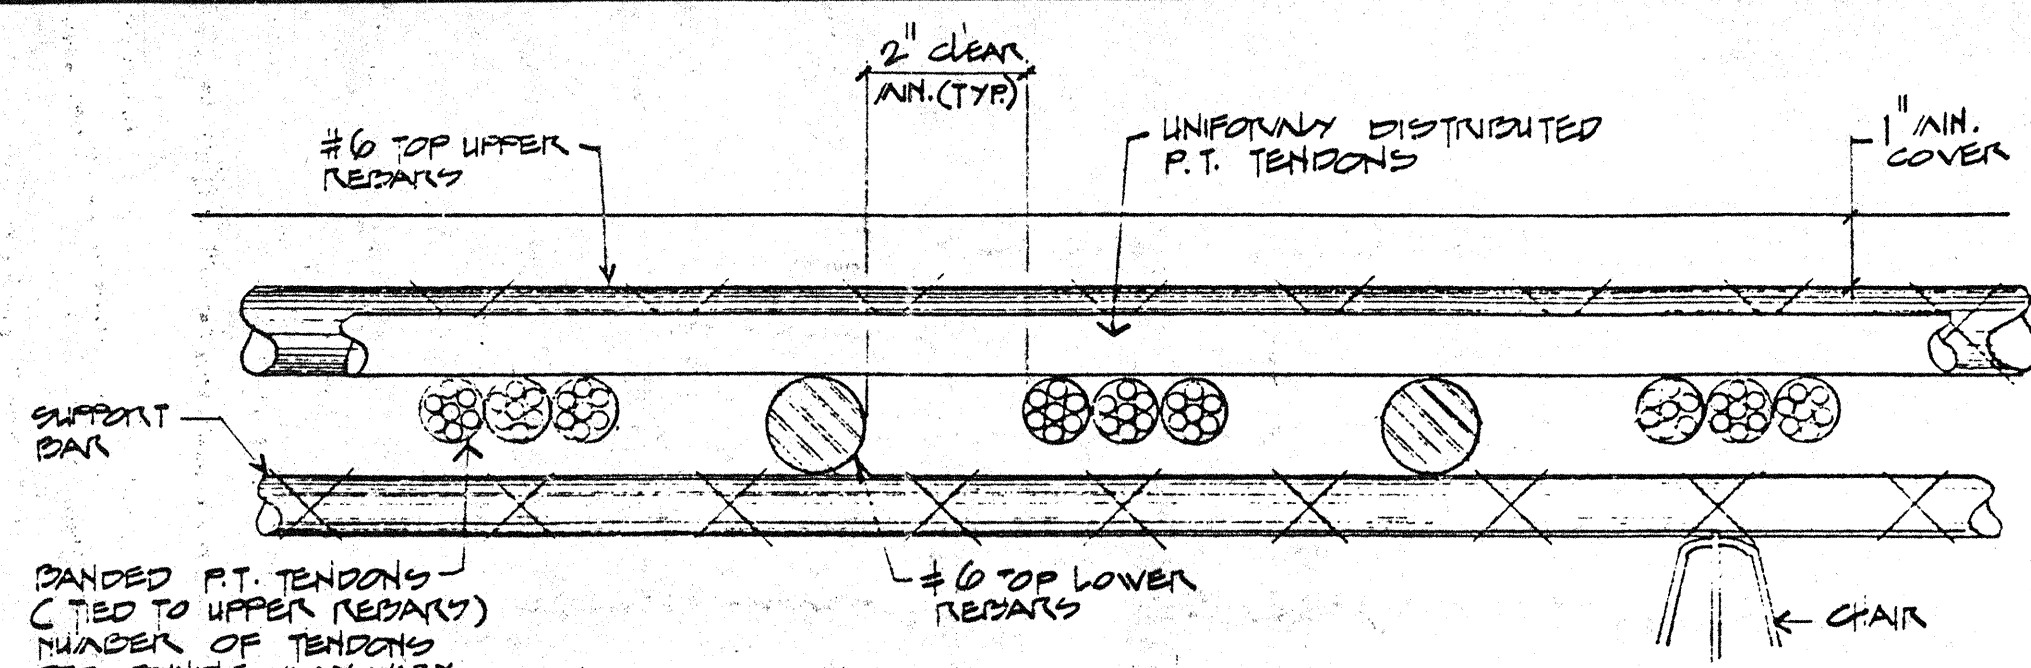 2" CLEAR
MIN. (TYP.)
#6 TOP UPPER
REBARS
UNIFORMLY DISTRIBUTED
P.T. TENDONS
1" MIN.
COVER
SUPPORT
BAR
BANDED P.T. TENDONS
(TIED TO UPPER REBARS)
NUMBER OF TENDONS
#6 TOP LOWER
REBARS
CHAIR